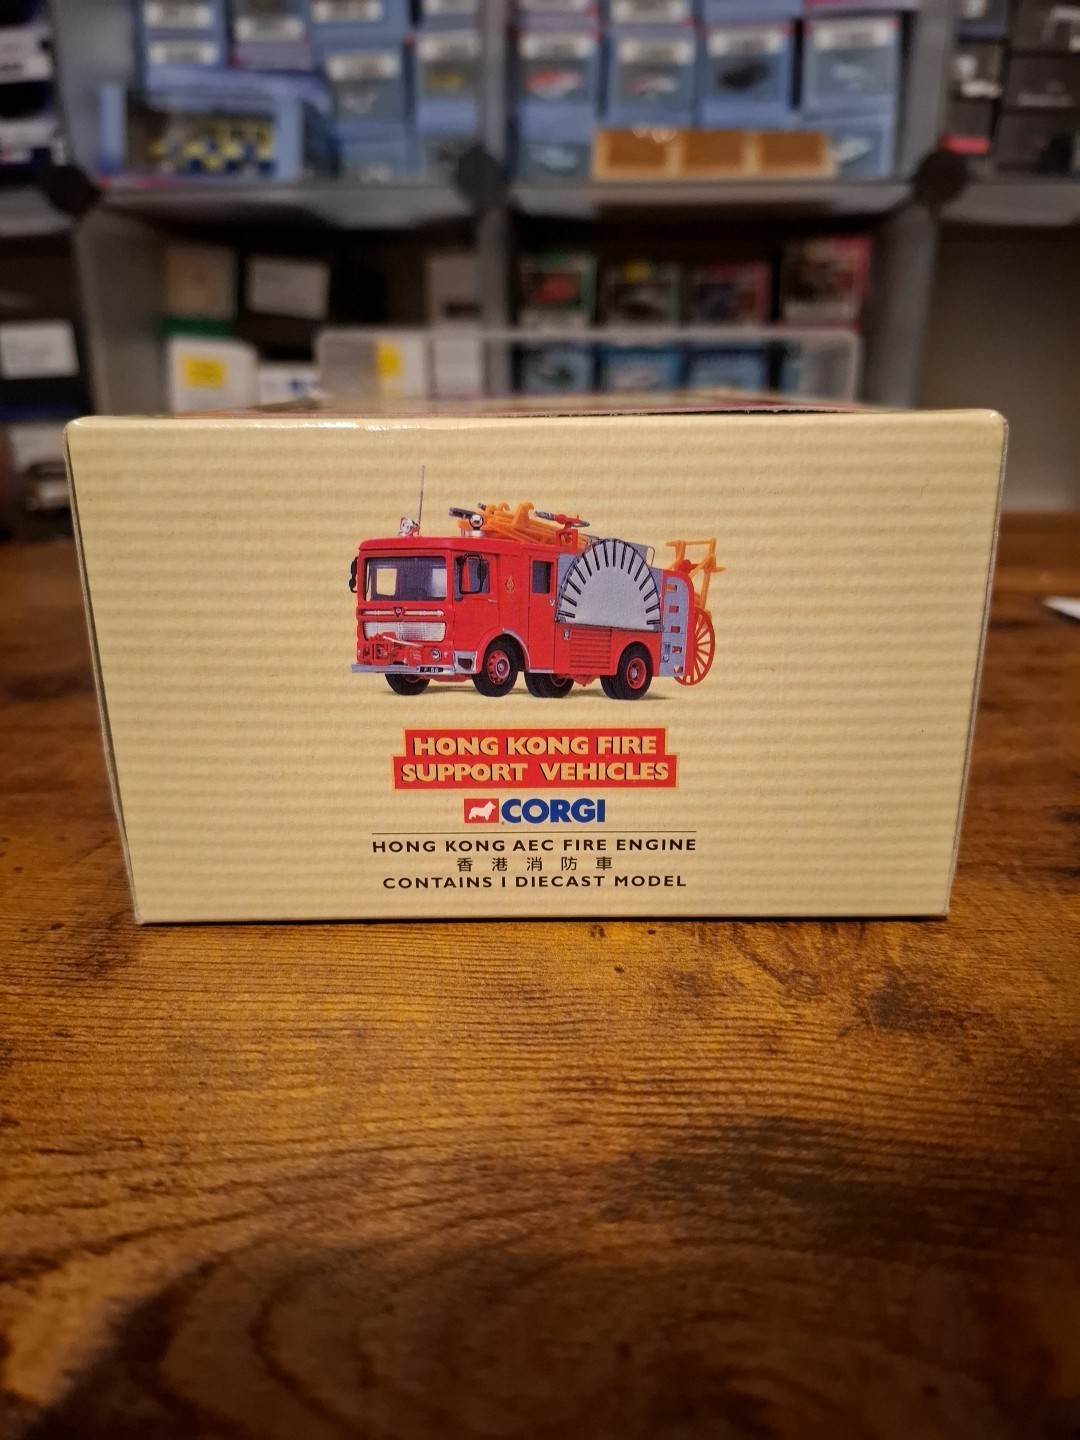 HONG KONG FIRE
SUPPORT VEHICLES
CORGI
HONG KONG AEC FIRE ENGINE
香港消防車
CONTAINS 1 DIECAST MODEL